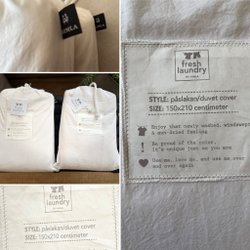 fresh
laundry
STYLE: påslakan/duvet cover
SIZE: 150x210 centimeter
fresh
laundry
STYLE: påslakan/duvet cover
SIZE: 150x210 centimeter
Enjoy that newly washed, windswept
& sun-dried feeling
Be proud of the color,
it's unique just as you are
Use me, love me, and use me over
and over again